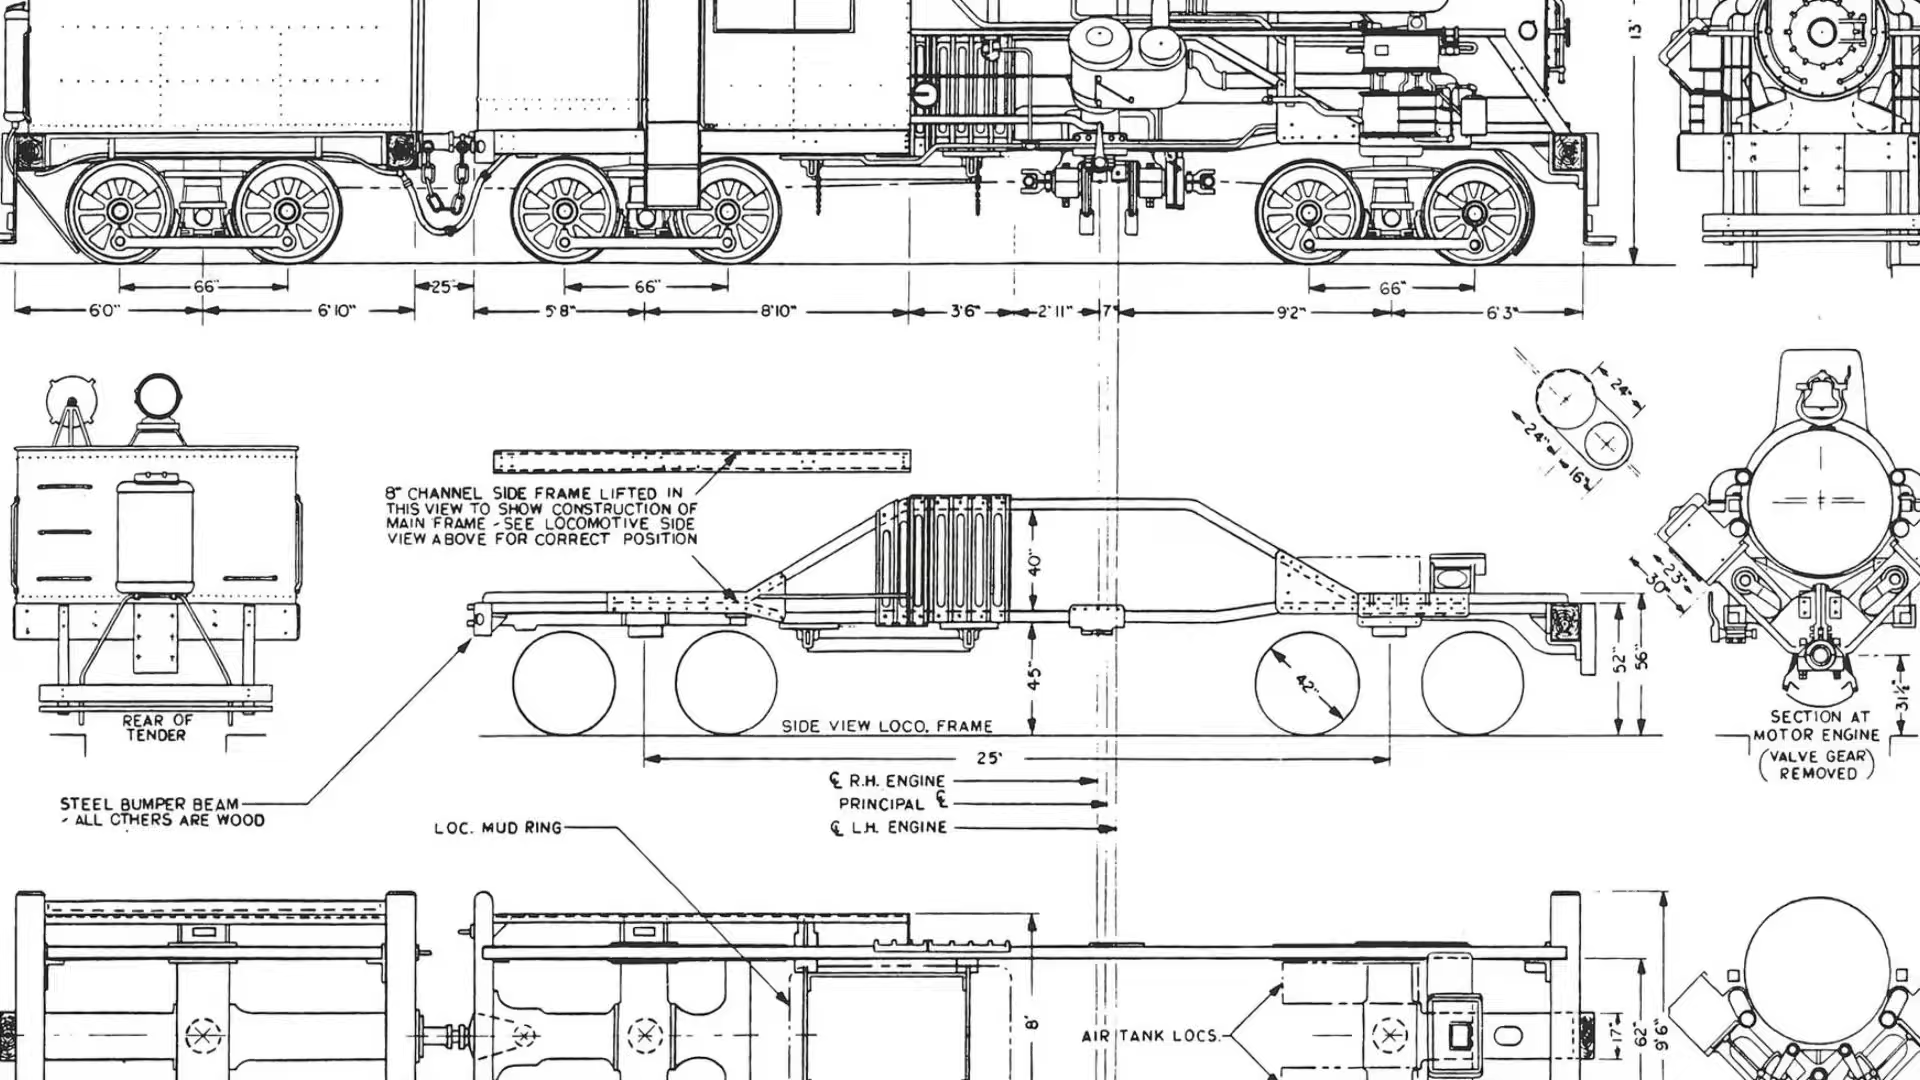 13'
66"
25"
66"
66"
6'0"
6'10"
5'8"
8'10"
3'6"
2'11"
7"
9'2"
6'3"
24"
24"
16½"
8" CHANNEL SIDE FRAME LIFTED IN
THIS VIEW TO SHOW CONSTRUCTION OF
MAIN FRAME - SEE LOCOMOTIVE SIDE
VIEW ABOVE FOR CORRECT POSITION
40"
45"
42"
52"
56"
23"
30"
31½"
REAR OF
TENDER
SIDE VIEW LOCO. FRAME
SECTION AT
MOTOR ENGINE
(VALVE GEAR
REMOVED)
25'
℄ R.H. ENGINE
PRINCIPAL ℄
℄ L.H. ENGINE
STEEL BUMPER BEAM
- ALL OTHERS ARE WOOD
LOC. MUD RING
8'
AIR TANK LOCS.
17"
62"
9'6"